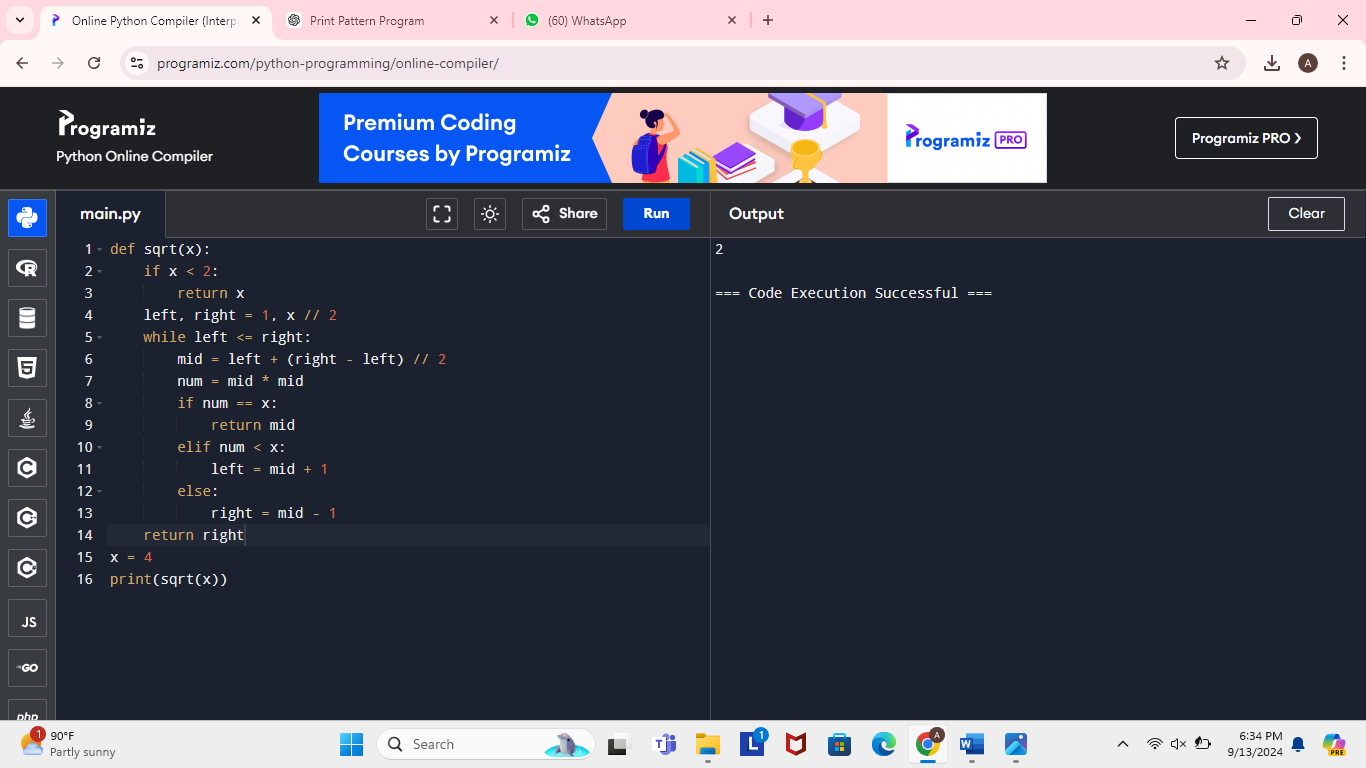 Online Python Compiler (Interp
Print Pattern Program
(60) WhatsApp
programiz.com/python-programming/online-compiler/
A
Programiz
Python Online Compiler
Premium Coding
Courses by Programiz
Programiz PRO
Programiz PRO
main.py
Share
Run
Output
Clear
1 def sqrt(x):
2     if x < 2:
3         return x
4     left, right = 1, x // 2
5     while left <= right:
6         mid = left + (right - left) // 2
7         num = mid * mid
8         if num == x:
9             return mid
10         elif num < x:
11             left = mid + 1
12         else:
13             right = mid - 1
14     return right
15 x = 4
16 print(sqrt(x))
2
=== Code Execution Successful ===
R
5
C
C
C
JS
GO
php
1
90°F
Partly sunny
Search
T
L
1
A
W
PRE
6:34 PM
9/13/2024